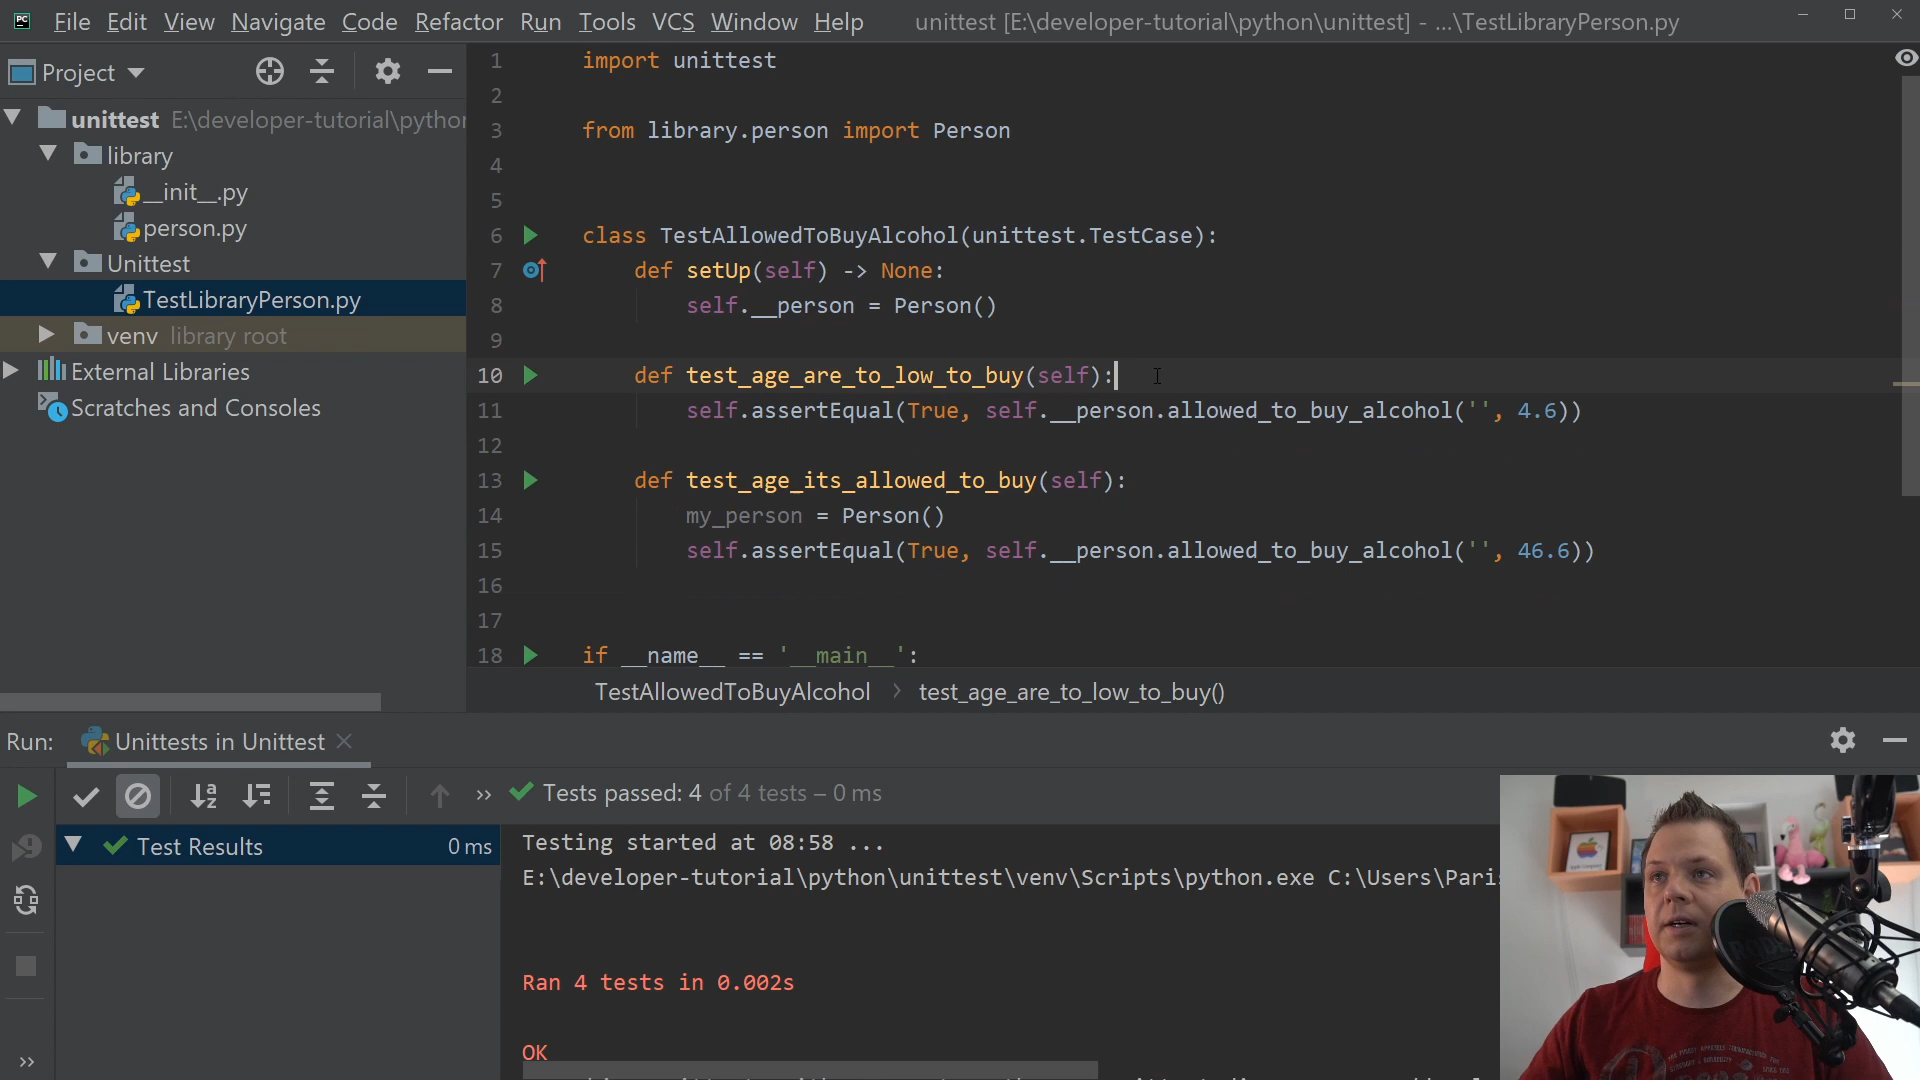 PC File Edit View Navigate Code Refactor Run Tools VCS Window Help unittest [E:\developer-tutorial\python\unittest] - ...\TestLibraryPerson.py
Project
unittest E:\developer-tutorial\pythor
library
__init__.py
person.py
Unittest
TestLibraryPerson.py
venv library root
External Libraries
Scratches and Consoles
1 import unittest
2
3 from library.person import Person
4
5
6 class TestAllowedToBuyAlcohol(unittest.TestCase):
7 def setUp(self) -> None:
8 self.__person = Person()
9
10 def test_age_are_to_low_to_buy(self):
11 self.assertEqual(True, self.__person.allowed_to_buy_alcohol('', 4.6))
12
13 def test_age_its_allowed_to_buy(self):
14 my_person = Person()
15 self.assertEqual(True, self.__person.allowed_to_buy_alcohol('', 46.6))
16
17
18 if __name__ == '__main__':
TestAllowedToBuyAlcohol › test_age_are_to_low_to_buy()
Run: Unittests in Unittest
Tests passed: 4 of 4 tests – 0 ms
Test Results 0 ms
Testing started at 08:58 ...
E:\developer-tutorial\python\unittest\venv\Scripts\python.exe C:\Users\Paris
Ran 4 tests in 0.002s
OK